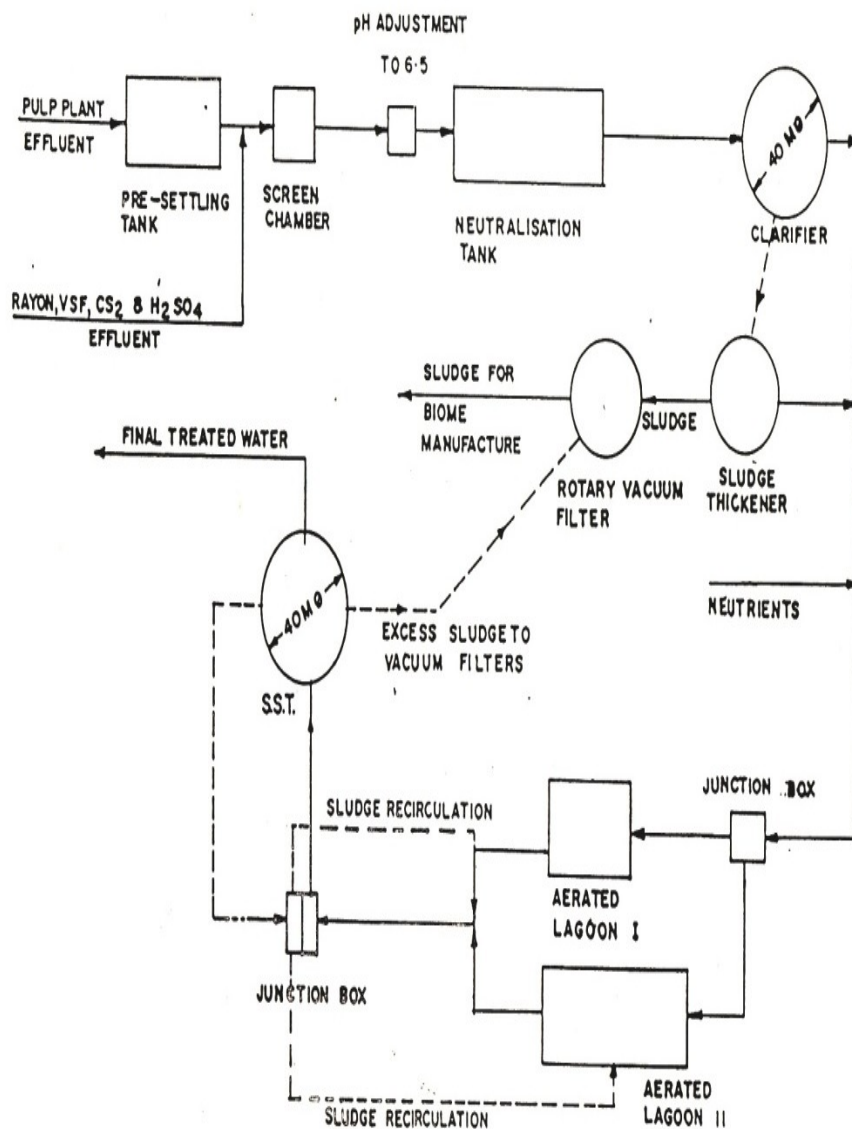 pH ADJUSTMENT
TO 6·5
PULP PLANT
EFFLUENT
PRE-SETTLING
TANK
SCREEN
CHAMBER
NEUTRALISATION
TANK
40 M Θ
CLARIFIER
RAYON, VSF, CS2 8 H2SO4
EFFLUENT
SLUDGE FOR
BIOME
MANUFACTURE
SLUDGE
ROTARY VACUUM
FILTER
SLUDGE
THICKENER
FINAL TREATED WATER
NEUTRIENTS
40 M Θ
EXCESS SLUDGE TO
VACUUM FILTERS
S.S.T.
SLUDGE RECIRCULATION
JUNCTION BOX
AERATED
LAGOON I
JUNCTION BOX
AERATED
LAGOON II
SLUDGE RECIRCULATION